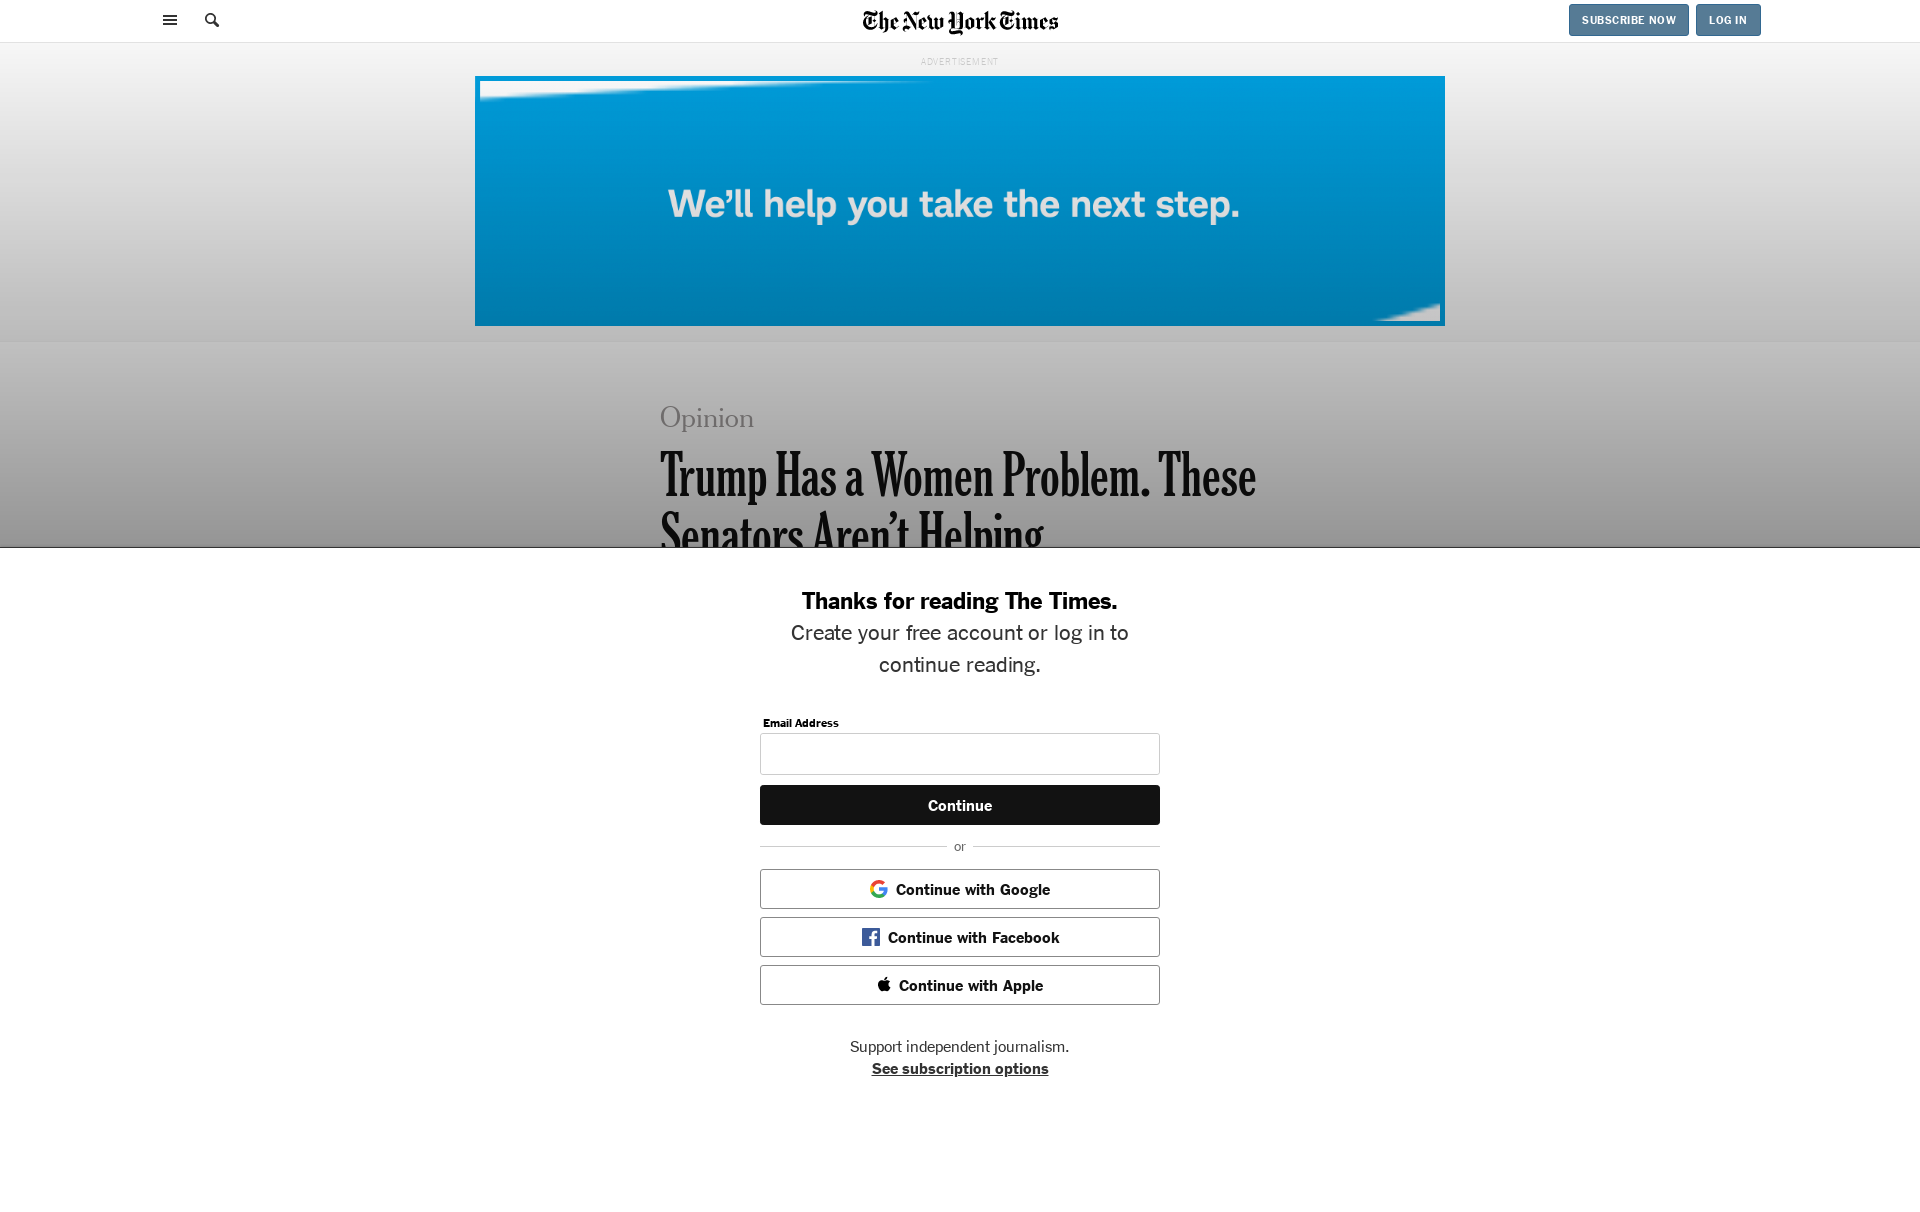 The New York Times
SUBSCRIBE NOW
LOG IN
ADVERTISEMENT
We'll help you take the next step.
Opinion
Trump Has a Women Problem. These
Senators Aren't Helping
Thanks for reading The Times.
Create your free account or log in to
continue reading.
Email Address
Continue
or
Continue with Google
Continue with Facebook
Continue with Apple
Support independent journalism.
See subscription options